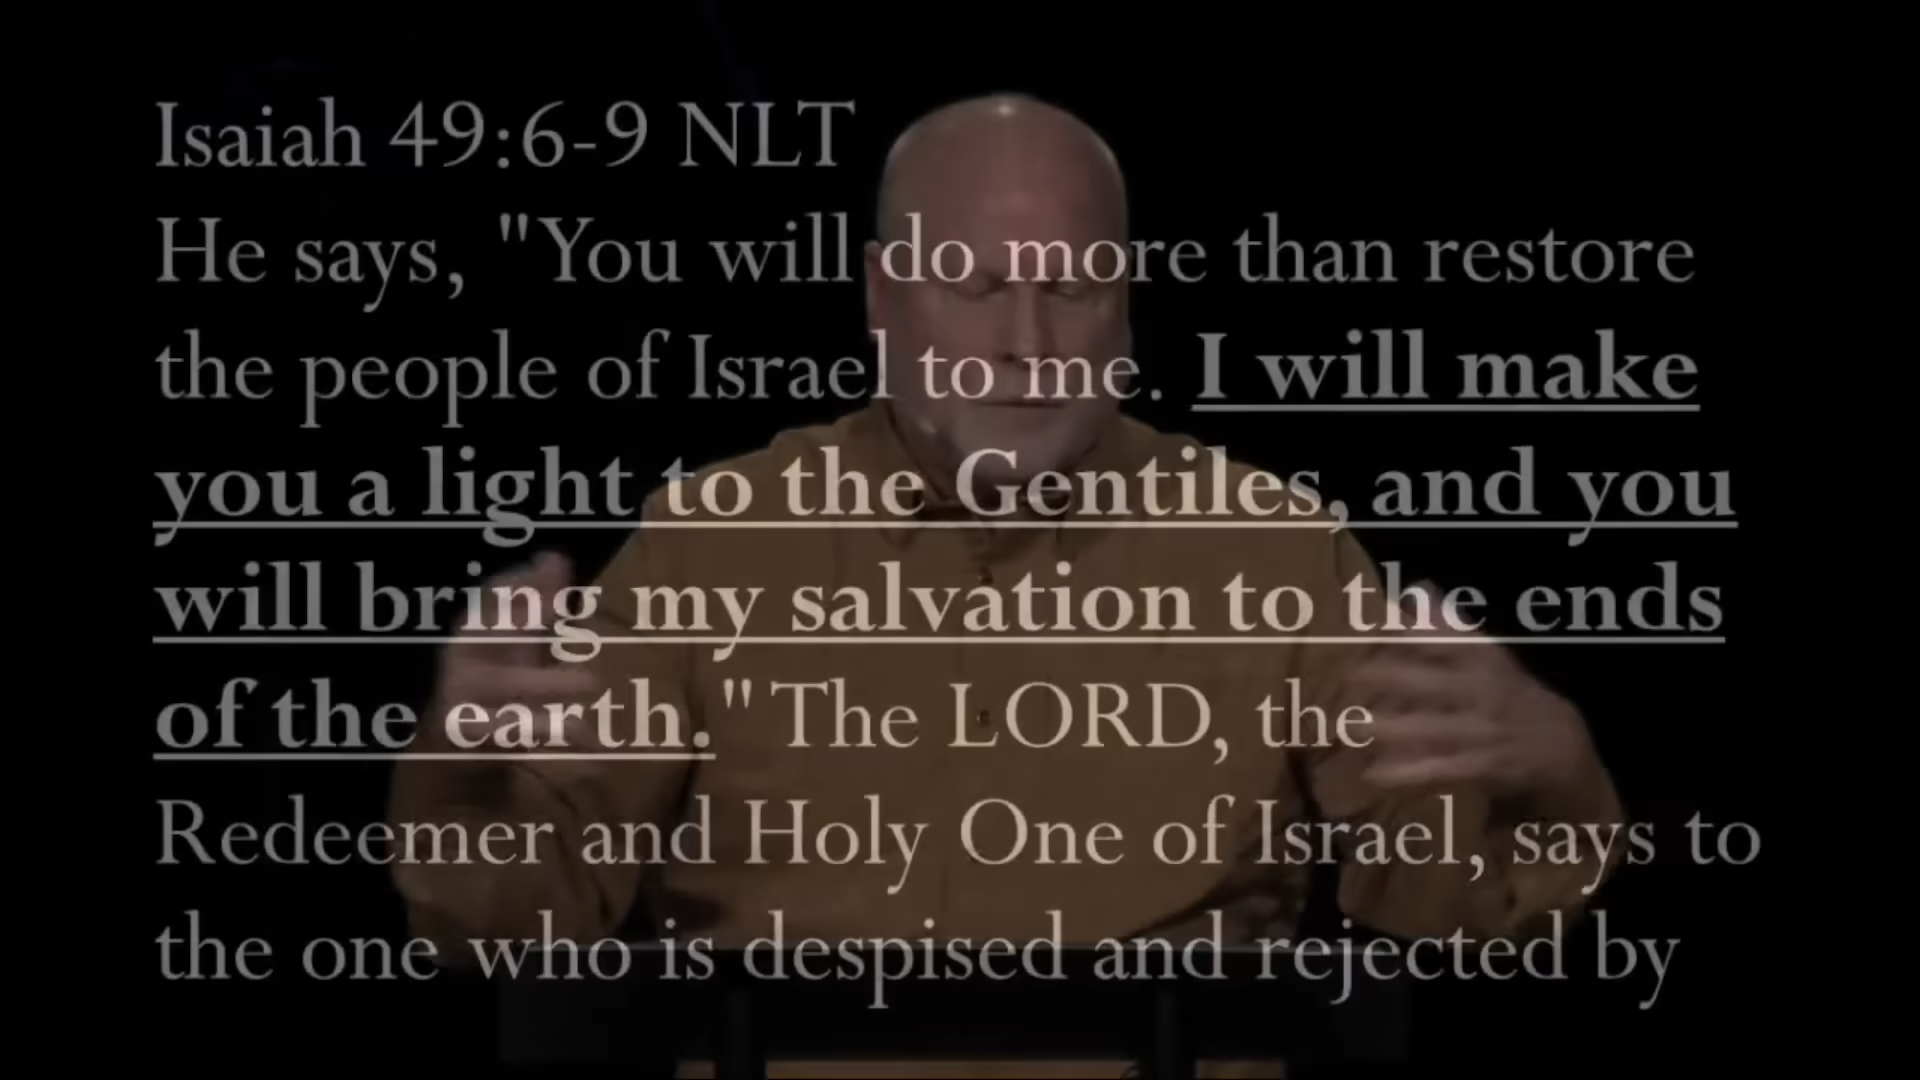 Isaiah 49:6-9 NLT
He says, "You will do more than restore
the people of Israel to me. I will make
you a light to the Gentiles, and you
will bring my salvation to the ends
of the earth." The LORD, the
Redeemer and Holy One of Israel, says to
the one who is despised and rejected by